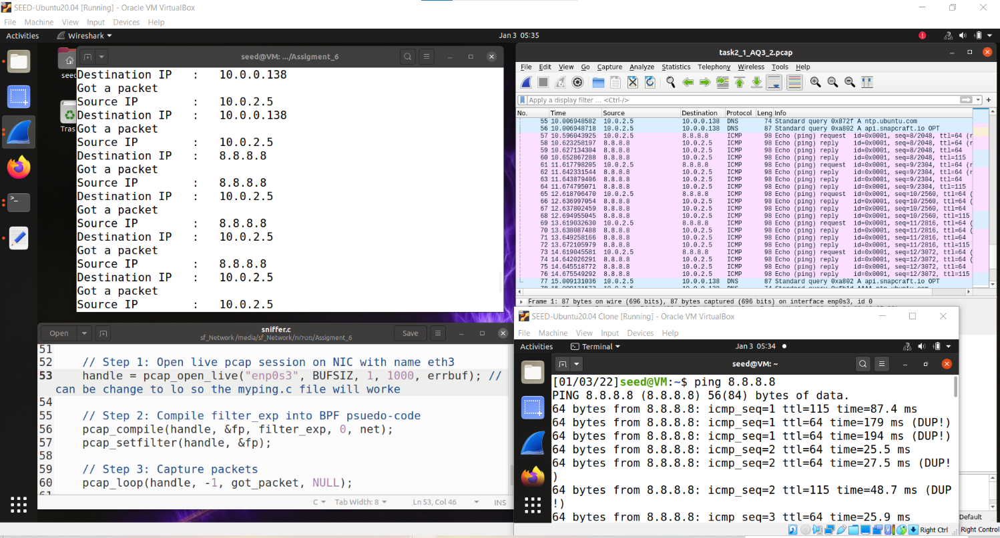 SEED-Ubuntu20.04 [Running] - Oracle VM VirtualBox
File Machine View Input Devices Help
Activities Wireshark Jan 3 05:35
seed@VM: .../Assigment_6
Destination IP : 10.0.0.138
Got a packet
Source IP : 10.0.2.5
Destination IP : 10.0.0.138
Got a packet
Source IP : 10.0.2.5
Destination IP : 8.8.8.8
Got a packet
Source IP : 8.8.8.8
Destination IP : 10.0.2.5
Got a packet
Source IP : 8.8.8.8
Destination IP : 10.0.2.5
Got a packet
Source IP : 8.8.8.8
Destination IP : 10.0.2.5
Got a packet
Source IP : 10.0.2.5
seed
Tras
task2_1_AQ3_2.pcap
File Edit View Go Capture Analyze Statistics Telephony Wireless Tools Help
Apply a display filter ... <Ctrl-/>
No. Time Source Destination Protocol Leng Info
55 10.006948582 10.0.2.5 10.0.0.138 DNS 74 Standard query 0x872f A ntp.ubuntu.com
56 10.006948718 10.0.2.5 10.0.0.138 DNS 87 Standard query 0xa802 A api.snapcraft.io OPT
57 10.596043925 10.0.2.5 8.8.8.8 ICMP 98 Echo (ping) request id=0x0001, seq=8/2048, ttl=64 (r
58 10.623258197 8.8.8.8 10.0.2.5 ICMP 98 Echo (ping) reply id=0x0001, seq=8/2048, ttl=64 (r
59 10.627134304 8.8.8.8 10.0.2.5 ICMP 98 Echo (ping) reply id=0x0001, seq=8/2048, ttl=64
60 10.652867288 8.8.8.8 10.0.2.5 ICMP 98 Echo (ping) reply id=0x0001, seq=8/2048, ttl=115
61 11.617798205 10.0.2.5 8.8.8.8 ICMP 98 Echo (ping) request id=0x0001, seq=9/2304, ttl=64 (r
62 11.642331544 8.8.8.8 10.0.2.5 ICMP 98 Echo (ping) reply id=0x0001, seq=9/2304, ttl=64 (r
63 11.643879406 8.8.8.8 10.0.2.5 ICMP 98 Echo (ping) reply id=0x0001, seq=9/2304, ttl=64
64 11.674795071 8.8.8.8 10.0.2.5 ICMP 98 Echo (ping) reply id=0x0001, seq=9/2304, ttl=115
65 12.618706470 10.0.2.5 8.8.8.8 ICMP 98 Echo (ping) request id=0x0001, seq=10/2560, ttl=64 (
66 12.636997054 8.8.8.8 10.0.2.5 ICMP 98 Echo (ping) reply id=0x0001, seq=10/2560, ttl=64 (
67 12.637802459 8.8.8.8 10.0.2.5 ICMP 98 Echo (ping) reply id=0x0001, seq=10/2560, ttl=64
68 12.694955045 8.8.8.8 10.0.2.5 ICMP 98 Echo (ping) reply id=0x0001, seq=10/2560, ttl=115
69 13.619032630 10.0.2.5 8.8.8.8 ICMP 98 Echo (ping) request id=0x0001, seq=11/2816, ttl=64 (
70 13.638087488 8.8.8.8 10.0.2.5 ICMP 98 Echo (ping) reply id=0x0001, seq=11/2816, ttl=64 (
71 13.649258166 8.8.8.8 10.0.2.5 ICMP 98 Echo (ping) reply id=0x0001, seq=11/2816, ttl=64
72 13.672105979 8.8.8.8 10.0.2.5 ICMP 98 Echo (ping) reply id=0x0001, seq=11/2816, ttl=115
73 14.619045581 10.0.2.5 8.8.8.8 ICMP 98 Echo (ping) request id=0x0001, seq=12/3072, ttl=64 (
74 14.642026291 8.8.8.8 10.0.2.5 ICMP 98 Echo (ping) reply id=0x0001, seq=12/3072, ttl=64 (
75 14.645518772 8.8.8.8 10.0.2.5 ICMP 98 Echo (ping) reply id=0x0001, seq=12/3072, ttl=64
76 14.675549292 8.8.8.8 10.0.2.5 ICMP 98 Echo (ping) reply id=0x0001, seq=12/3072, ttl=115
77 15.009131036 10.0.2.5 10.0.0.138 DNS 87 Standard query 0xa802 A api.snapcraft.io OPT
Frame 1: 87 bytes on wire (696 bits), 87 bytes captured (696 bits) on interface enp0s3, id 0
Open sniffer.c Save
sf_Network /media/sf_Network/מטלות/Assigment_6
51
52 // Step 1: Open live pcap session on NIC with name eth3
53 handle = pcap_open_live("enp0s3", BUFSIZ, 1, 1000, errbuf); //
can be change to lo so the myping.c file will worke
54
55 // Step 2: Compile filter_exp into BPF psuedo-code
56 pcap_compile(handle, &fp, filter_exp, 0, net);
57 pcap_setfilter(handle, &fp);
58
59 // Step 3: Capture packets
60 pcap_loop(handle, -1, got_packet, NULL);
61
C Tab Width: 8 Ln 53, Col 46 INS
SEED-Ubuntu20.04 Clone [Running] - Oracle VM VirtualBox
File Machine View Input Devices Help
Activities Terminal Jan 3 05:34
seed@VM: ~
[01/03/22]seed@VM:~$ ping 8.8.8.8
PING 8.8.8.8 (8.8.8.8) 56(84) bytes of data.
64 bytes from 8.8.8.8: icmp_seq=1 ttl=115 time=87.4 ms
64 bytes from 8.8.8.8: icmp_seq=1 ttl=64 time=179 ms (DUP!)
64 bytes from 8.8.8.8: icmp_seq=1 ttl=64 time=194 ms (DUP!)
64 bytes from 8.8.8.8: icmp_seq=2 ttl=64 time=25.5 ms
64 bytes from 8.8.8.8: icmp_seq=2 ttl=64 time=27.5 ms (DUP!
)
64 bytes from 8.8.8.8: icmp_seq=2 ttl=115 time=48.7 ms (DUP
!)
64 bytes from 8.8.8.8: icmp_seq=3 ttl=64 time=25.9 ms
Default
Right Ctrl
Right Control